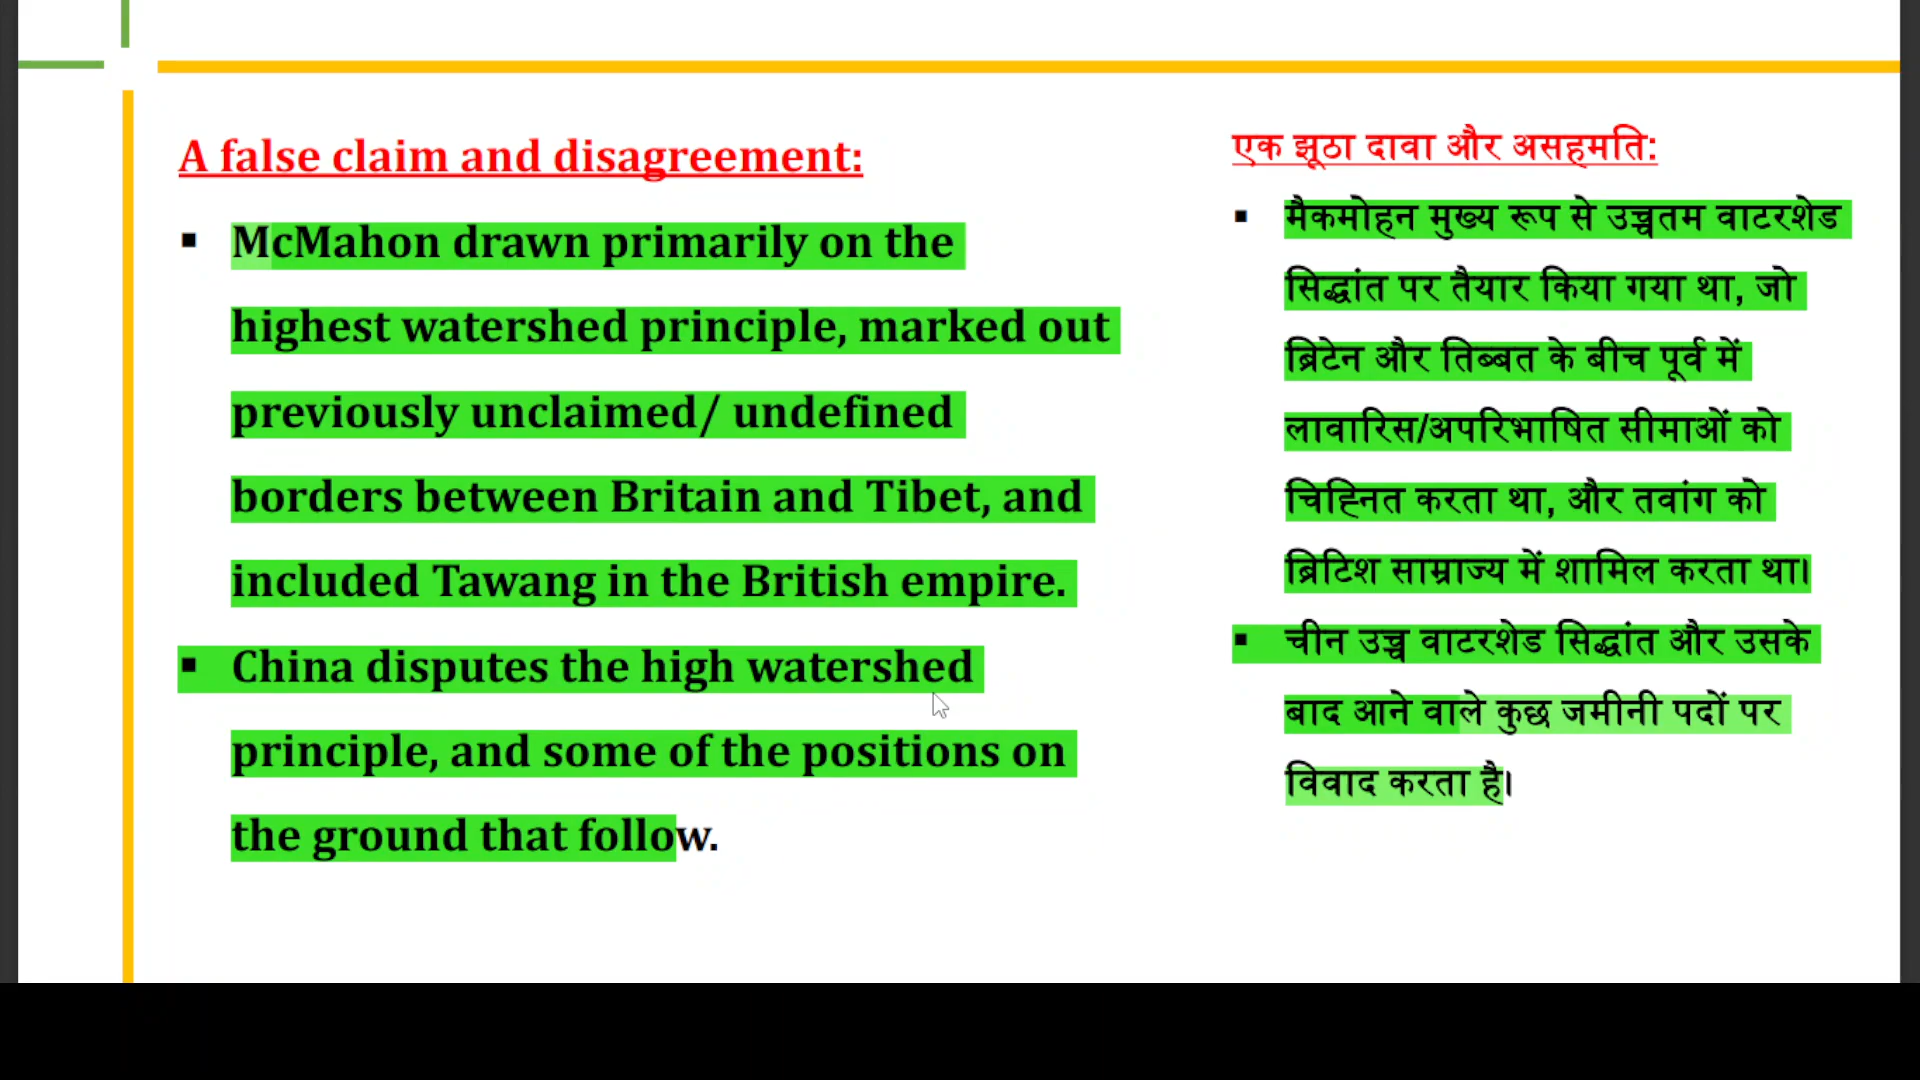 A false claim and disagreement:
▪ McMahon drawn primarily on the
highest watershed principle, marked out
previously unclaimed/ undefined
borders between Britain and Tibet, and
included Tawang in the British empire.
▪ China disputes the high watershed
principle, and some of the positions on
the ground that follow.
एक झूठा दावा और असहमति:
▪ मैकमोहन मुख्य रूप से उच्चतम वाटरशेड
सिद्धांत पर तैयार किया गया था, जो
ब्रिटेन और तिब्बत के बीच पूर्व में
लावारिस/अपरिभाषित सीमाओं को
चिह्नित करता था, और तवांग को
ब्रिटिश साम्राज्य में शामिल करता था।
▪ चीन उच्च वाटरशेड सिद्धांत और उसके
बाद आने वाले कुछ जमीनी पदों पर
विवाद करता है।